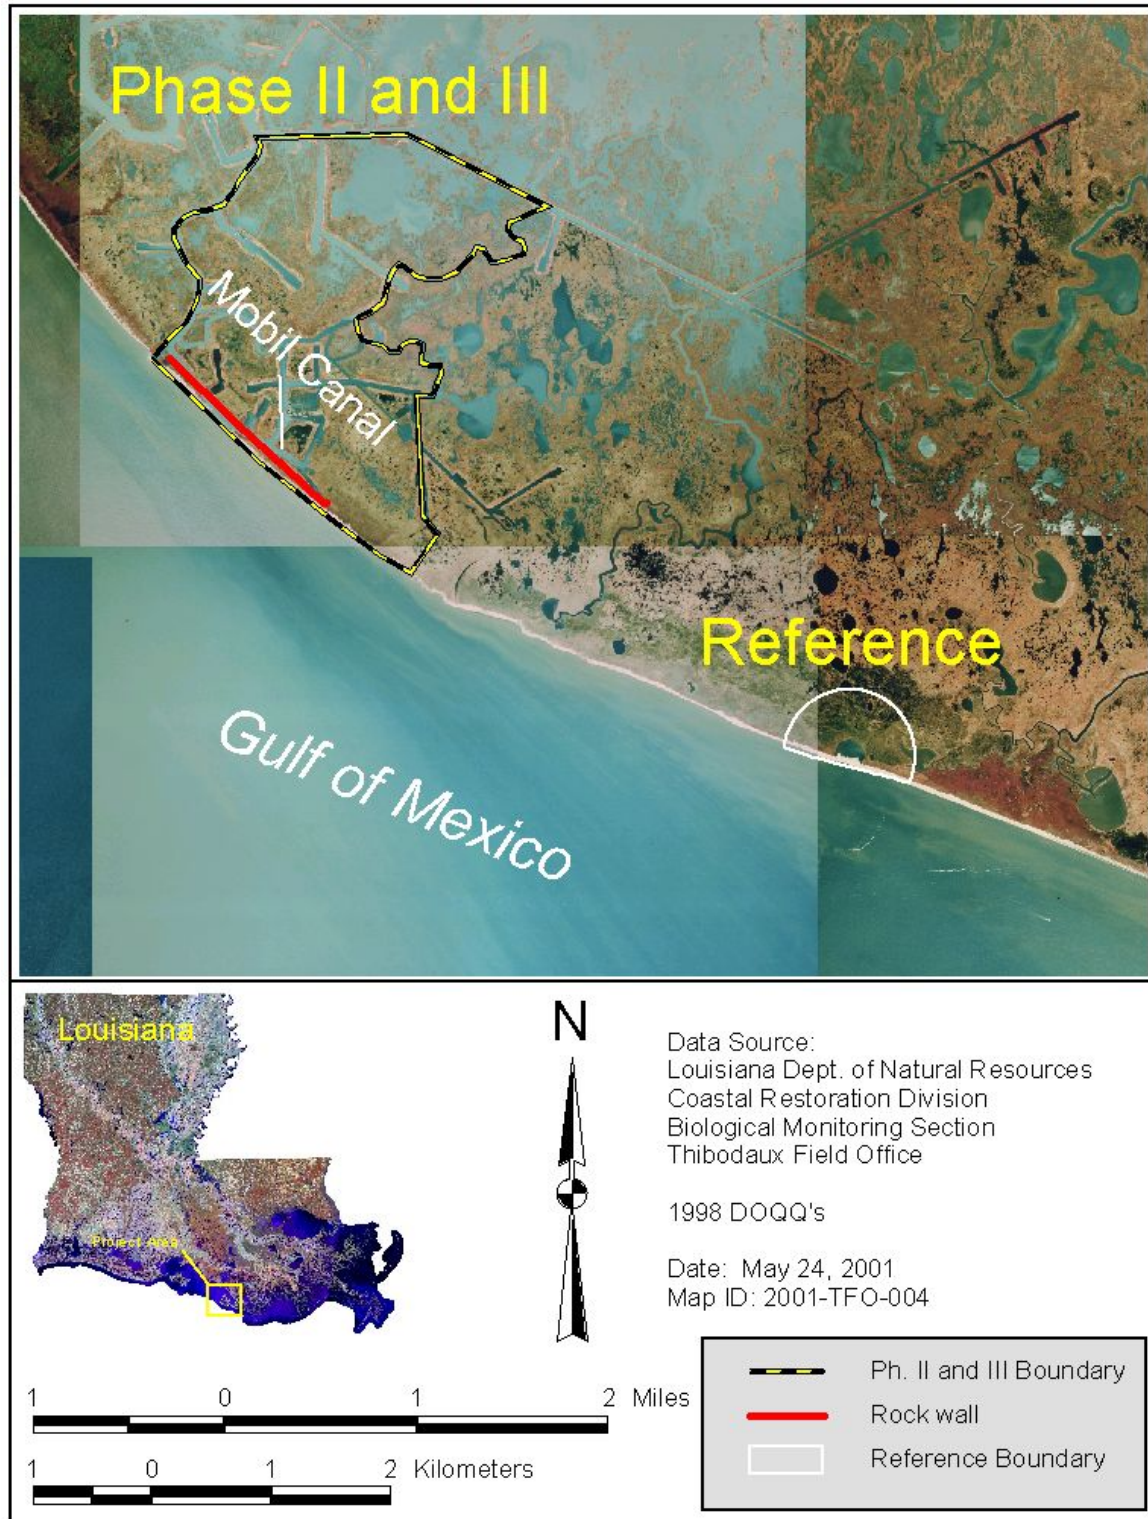 Phase II and III
Mobil Canal
Reference
Gulf of Mexico
Louisiana
Project Area
N
Data Source:
Louisiana Dept. of Natural Resources
Coastal Restoration Division
Biological Monitoring Section
Thibodaux Field Office
1998 DOQQ's
Date: May 24, 2001
Map ID: 2001-TFO-004
1 0 1 2 Miles
1 0 1 2 Kilometers
Ph. II and III Boundary
Rock wall
Reference Boundary